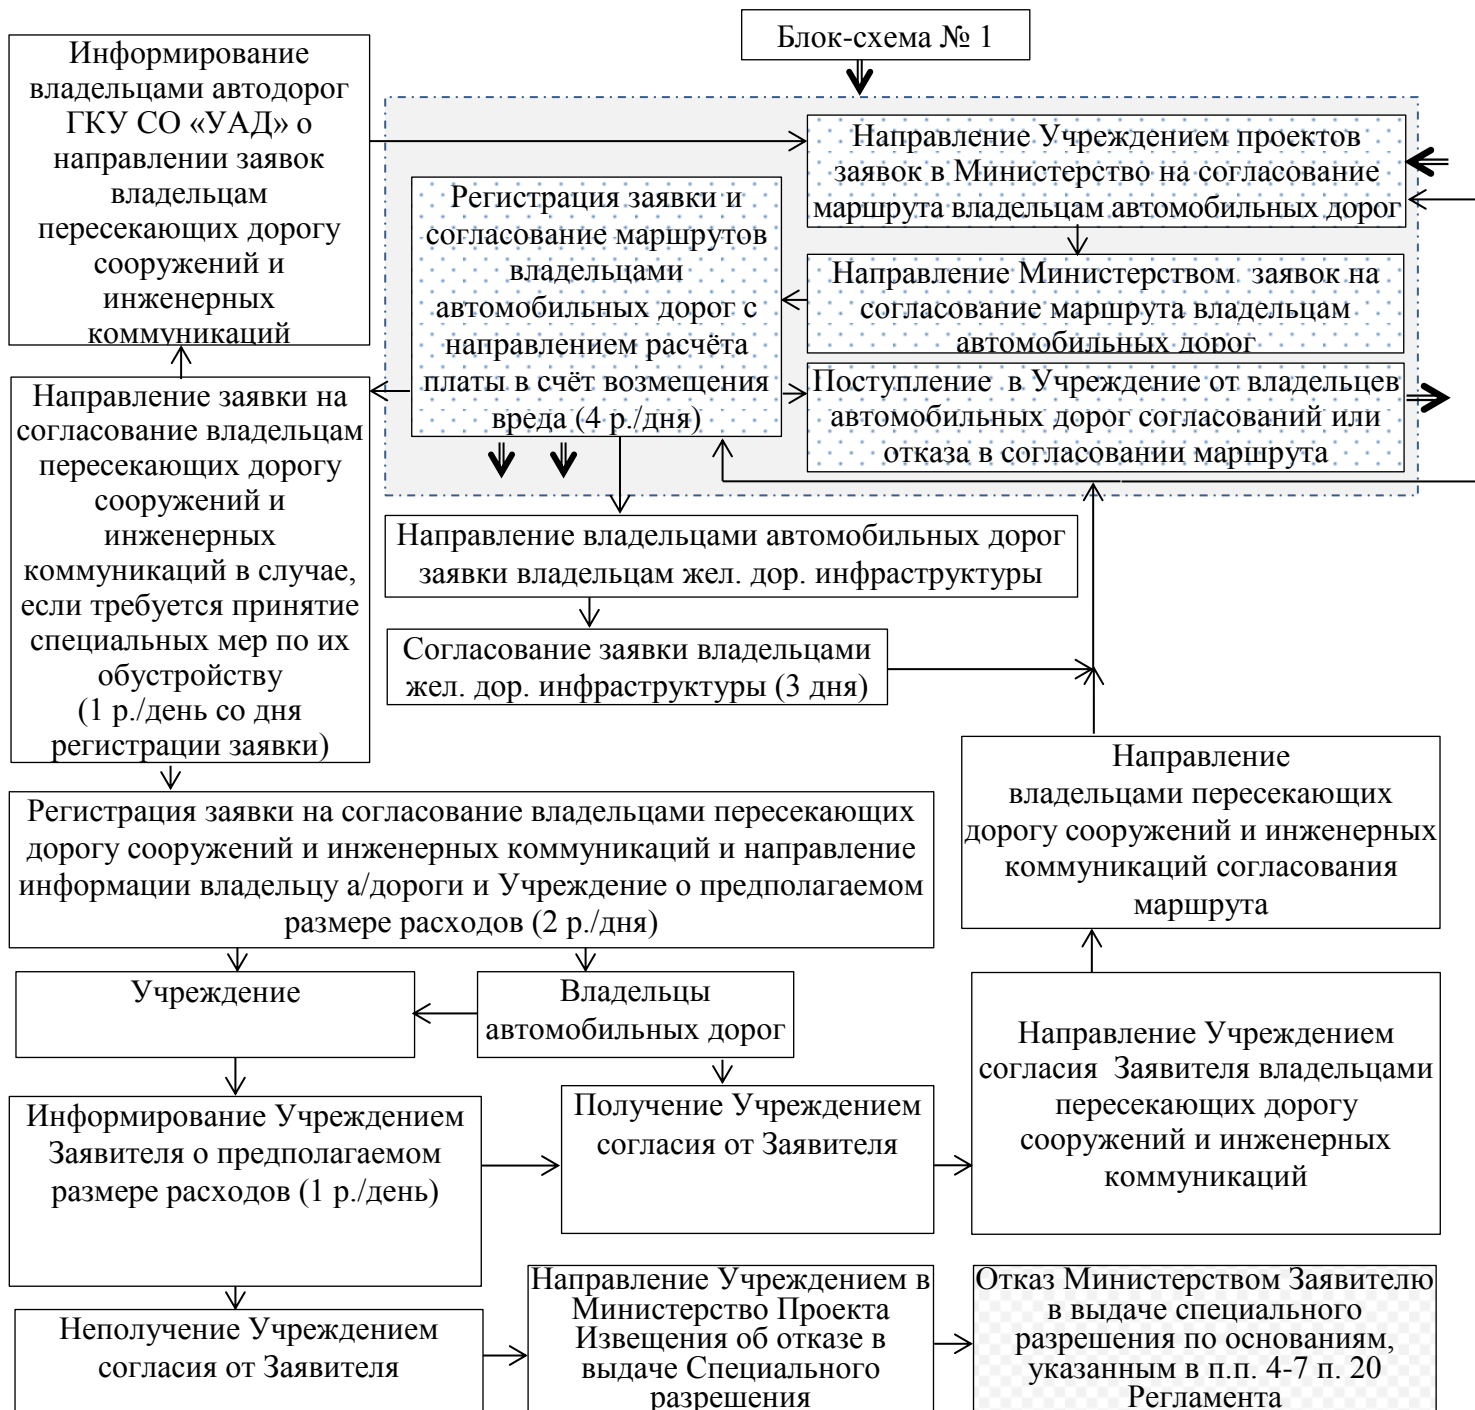 Блок-схема № 1
Информирование
владельцами автодорог
ГКУ СО «УАД» о
направлении заявок
владельцам
пересекающих дорогу
сооружений и
инженерных
коммуникаций
Направление Учреждением проектов
заявок в Министерство на согласование
маршрута владельцам автомобильных дорог
Регистрация заявки и
согласование маршрутов
владельцами
автомобильных дорог с
направлением расчёта
платы в счёт возмещения
вреда (4 р./дня)
Направление Министерством заявок на
согласование маршрута владельцам
автомобильных дорог
Поступление в Учреждение от владельцев
автомобильных дорог согласований или
отказа в согласовании маршрута
Направление заявки на
согласование владельцам
пересекающих дорогу
сооружений и
инженерных
коммуникаций в случае,
если требуется принятие
специальных мер по их
обустройству
(1 р./день со дня
регистрации заявки)
Направление владельцами автомобильных дорог
заявки владельцам жел. дор. инфраструктуры
Согласование заявки владельцами
жел. дор. инфраструктуры (3 дня)
Направление
владельцами пересекающих
дорогу сооружений и инженерных
коммуникаций согласования
маршрута
Регистрация заявки на согласование владельцами пересекающих
дорогу сооружений и инженерных коммуникаций и направление
информации владельцу а/дороги и Учреждение о предполагаемом
размере расходов (2 р./дня)
Учреждение
Владельцы
автомобильных дорог
Направление Учреждением
согласия Заявителя владельцами
пересекающих дорогу
сооружений и инженерных
коммуникаций
Информирование Учреждением
Заявителя о предполагаемом
размере расходов (1 р./день)
Получение Учреждением
согласия от Заявителя
Неполучение Учреждением
согласия от Заявителя
Направление Учреждением в
Министерство Проекта
Извещения об отказе в
выдаче Специального
разрешения
Отказ Министерством Заявителю
в выдаче специального
разрешения по основаниям,
указанным в п.п. 4-7 п. 20
Регламента